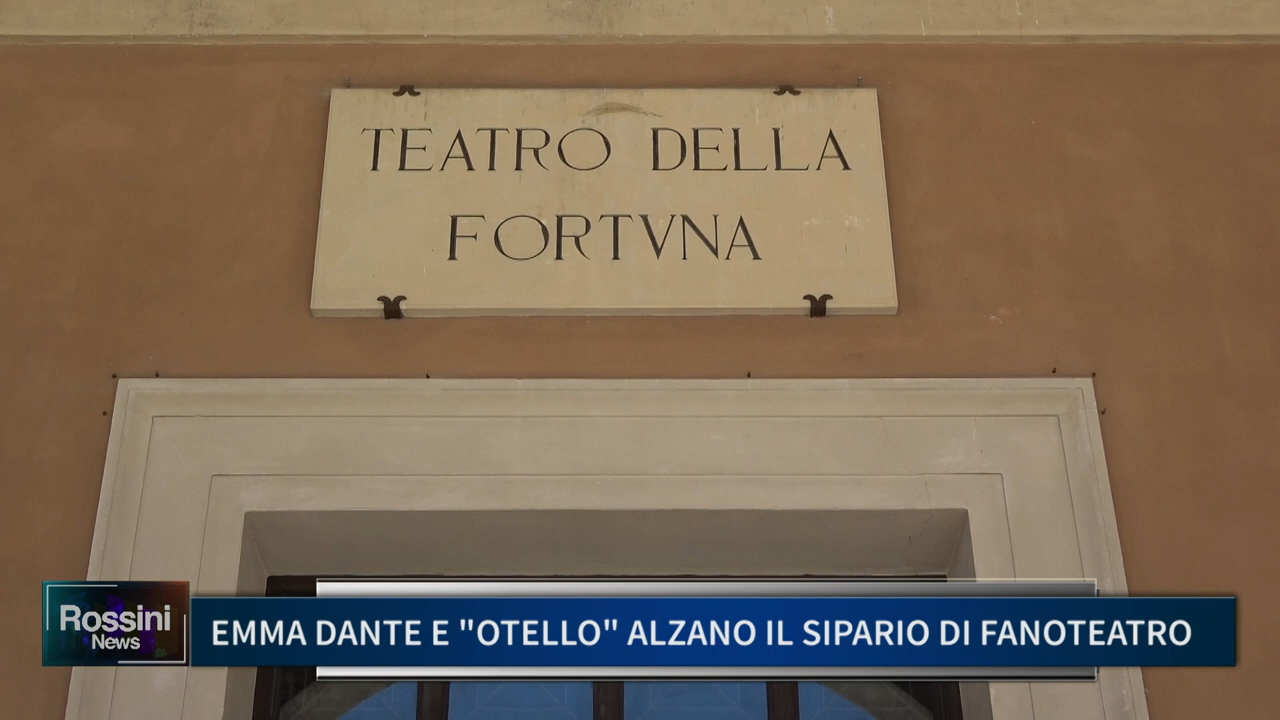 TEATRO DELLA
FORTVNA
Rossini
News
EMMA DANTE E "OTELLO" ALZANO IL SIPARIO DI FANOTEATRO